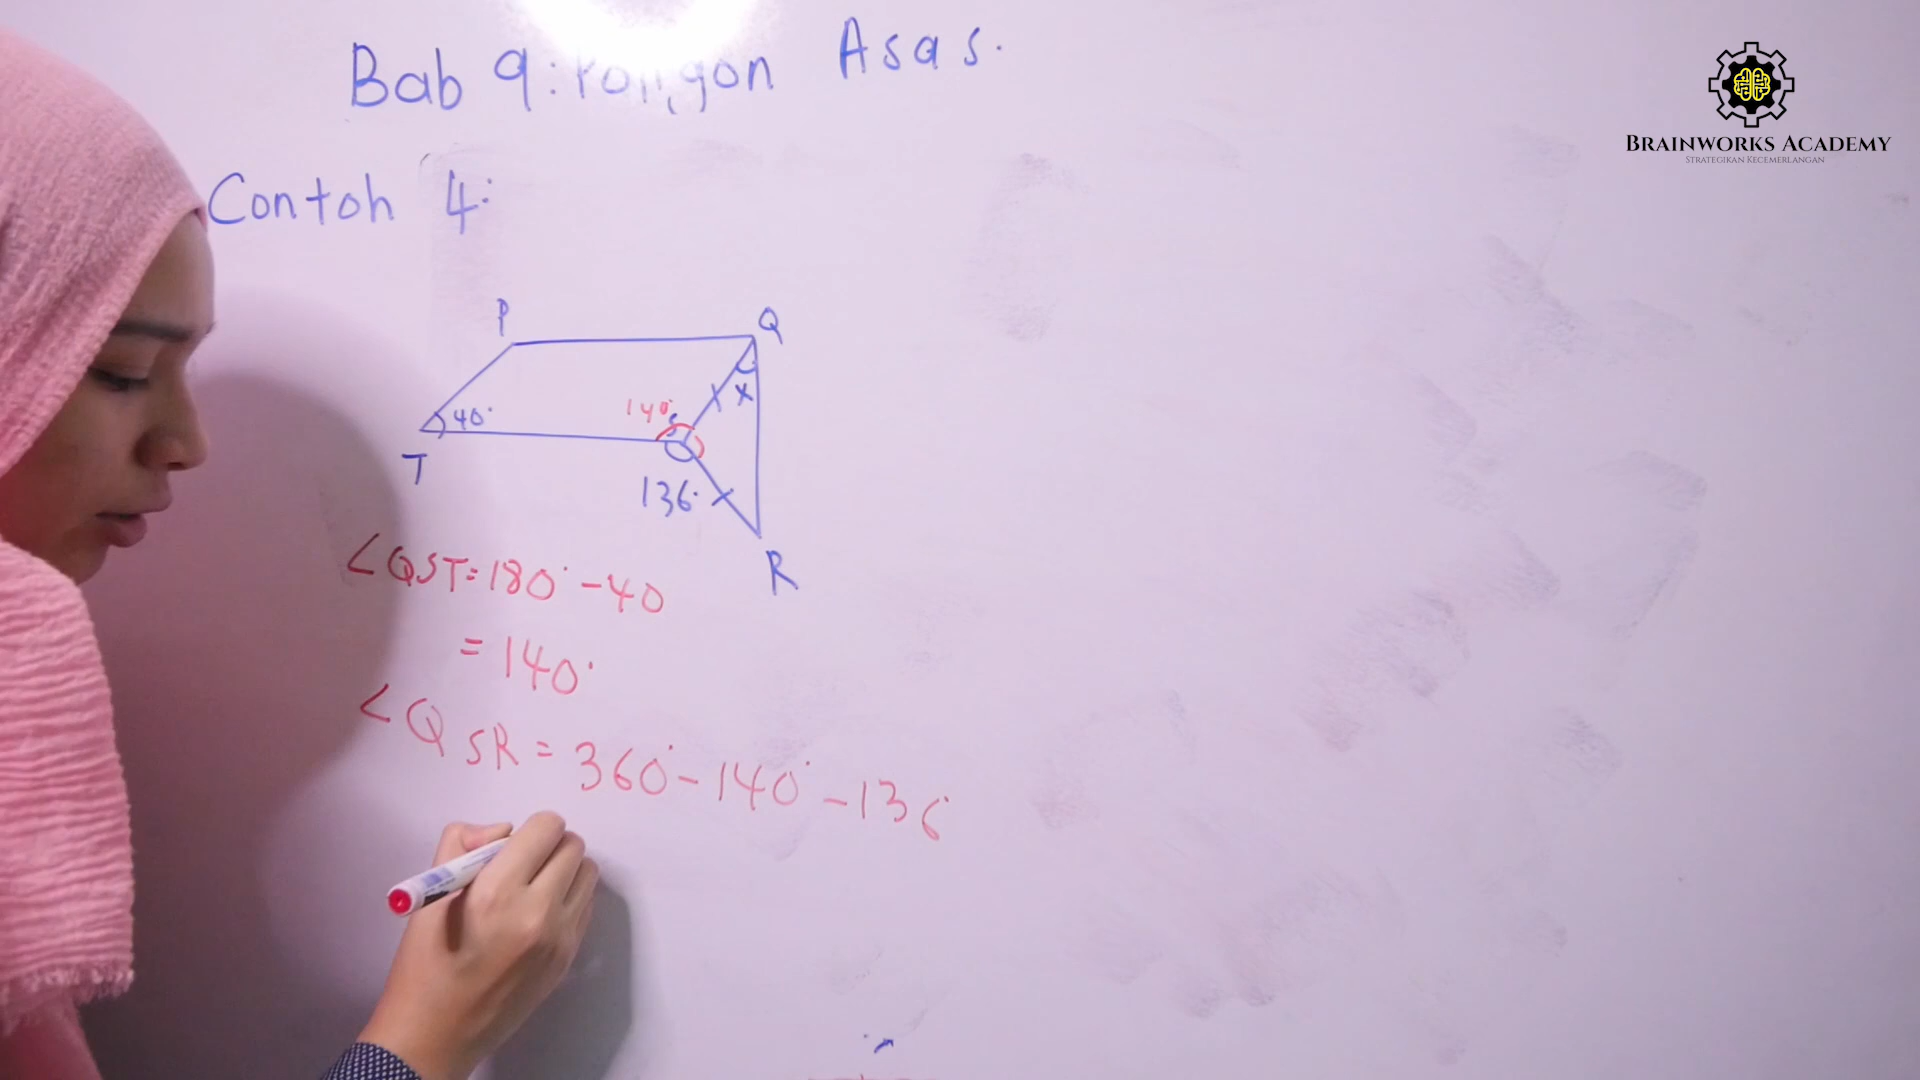 Bab 9: Poligon Asas.
BRAINWORKS ACADEMY
STRATEGIKAN KECEMERLANGAN
Contoh 4:
P
Q
40°
140°
S
x
T
136°
R
∠QST = 180° - 40
= 140°
∠QSR = 360° - 140° - 136